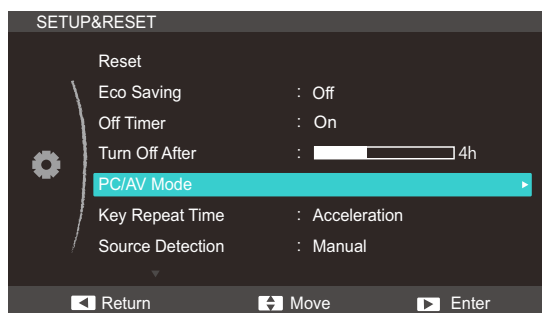 SETUP&RESET
Reset
Eco Saving : Off
Off Timer : On
Turn Off After : 4h
PC/AV Mode
Key Repeat Time : Acceleration
Source Detection : Manual
Return Move Enter